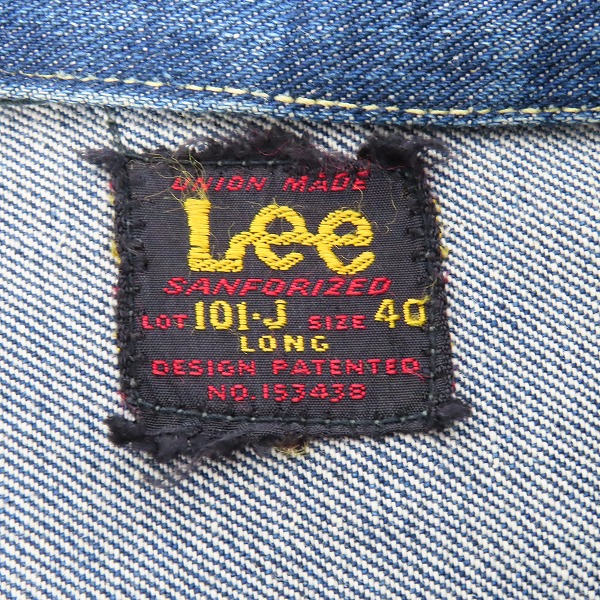 UNION MADE
Lee
SANFORIZED
LOT 101-J SIZE 40
LONG
DESIGN PATENTED
NO. 153438